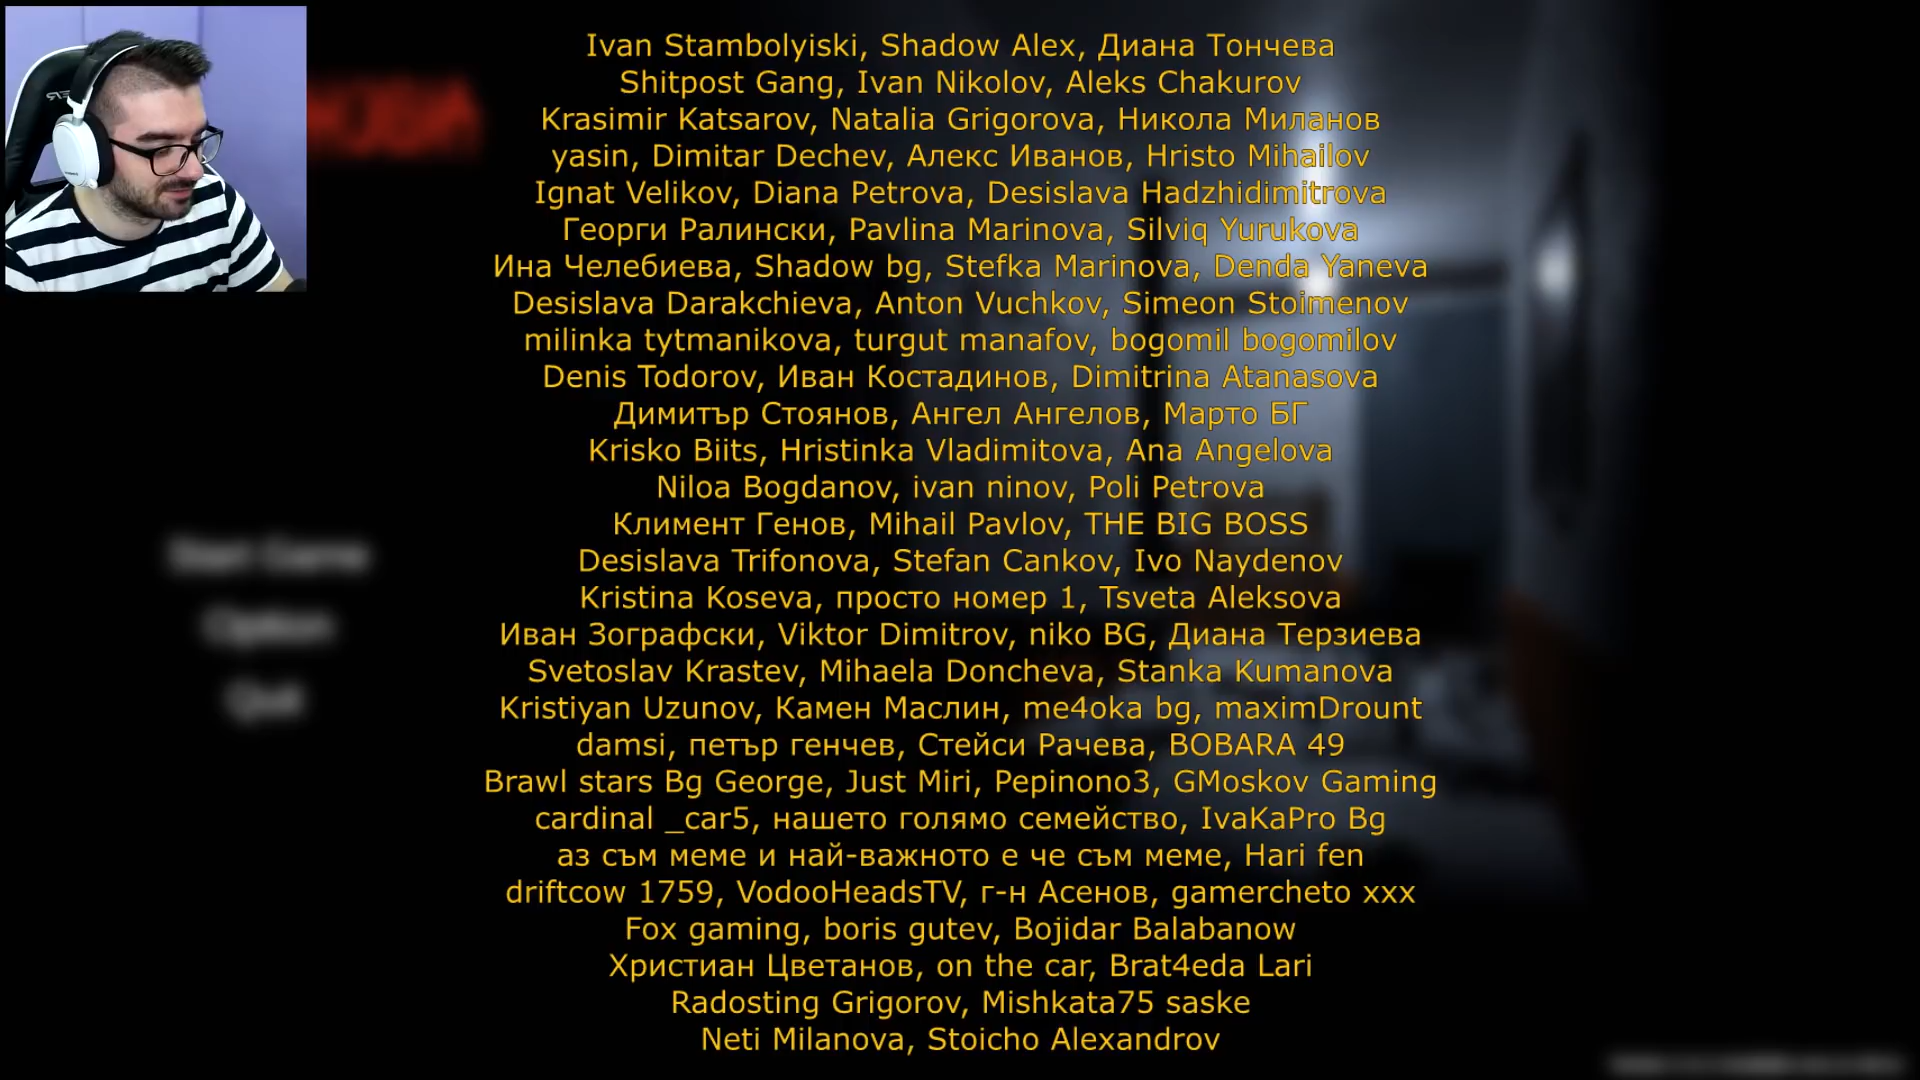 Ivan Stambolyiski, Shadow Alex, Диана Тончева
Shitpost Gang, Ivan Nikolov, Aleks Chakurov
Krasimir Katsarov, Natalia Grigorova, Никола Миланов
yasin, Dimitar Dechev, Алекс Иванов, Hristo Mihailov
Ignat Velikov, Diana Petrova, Desislava Hadzhidimitrova
Георги Ралински, Pavlina Marinova, Silviq Yurukova
Ина Челебиева, Shadow bg, Stefka Marinova, Denda Yaneva
Desislava Darakchieva, Anton Vuchkov, Simeon Stoimenov
milinka tytmanikova, turgut manafov, bogomil bogomilov
Denis Todorov, Иван Костадинов, Dimitrina Atanasova
Димитър Стоянов, Ангел Ангелов, Марто БГ
Krisko Biits, Hristinka Vladimitova, Ana Angelova
Niloa Bogdanov, ivan ninov, Poli Petrova
Климент Генов, Mihail Pavlov, THE BIG BOSS
Desislava Trifonova, Stefan Cankov, Ivo Naydenov
Kristina Koseva, просто номер 1, Tsveta Aleksova
Иван Зографски, Viktor Dimitrov, niko BG, Диана Терзиева
Svetoslav Krastev, Mihaela Doncheva, Stanka Kumanova
Kristiyan Uzunov, Камен Маслин, me4oka bg, maximDrount
damsi, петър генчев, Стейси Рачева, BOBARA 49
Brawl stars Bg George, Just Miri, Pepinono3, GMoskov Gaming
cardinal _car5, нашето голямо семейство, IvaKaPro Bg
аз съм меме и най-важното е че съм меме, Hari fen
driftcow 1759, VodooHeadsTV, г-н Асенов, gamercheto xxx
Fox gaming, boris gutev, Bojidar Balabanow
Християн Цветанов, on the car, Brat4eda Lari
Radosting Grigorov, Mishkata75 saske
Neti Milanova, Stoicho Alexandrov
Start Game
Option
Quit